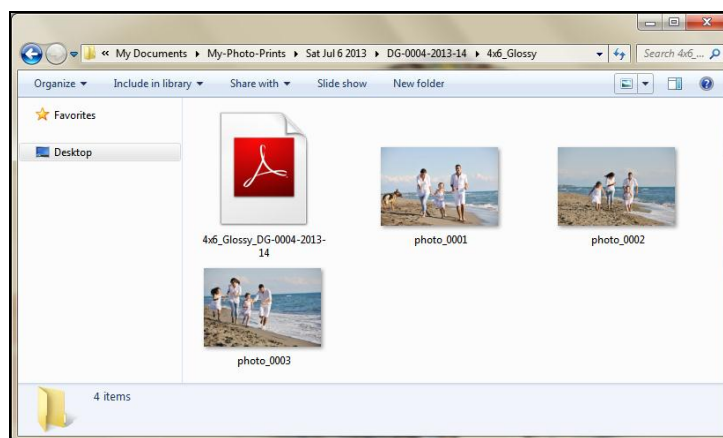 « My Documents ▸ My-Photo-Prints ▸ Sat Jul 6 2013 ▸ DG-0004-2013-14 ▸ 4x6_Glossy
Search 4x6_...
Organize Include in library Share with Slide show New folder
Favorites
Desktop
4x6_Glossy_DG-0004-2013-
14
photo_0001
photo_0002
photo_0003
4 items